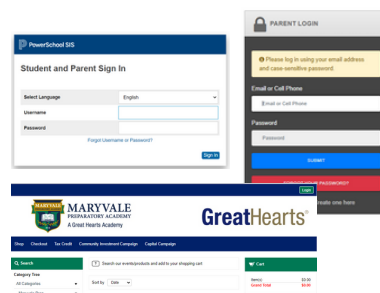 PowerSchool SIS
Student and Parent Sign In
Select Language
English
Username
Password
Forgot Username or Password?
Sign In
PARENT LOGIN
Please log in using your email address
and case-sensitive password.
Email or Cell Phone
Email or Cell Phone
Password
Password
SUBMIT
PASSWORD?
create one here
Login
MARYVALE
MARYVALE
PREPARATORY ACADEMY
A Great Hearts Academy
GreatHearts®
Shop Checkout Tax Credit Community Investment Campaign Capital Campaign
Search
Search our events/products and add to your shopping cart
Cart
Category Tree
All Categories
Sort by Date
Item(s) $0.00
Grand Total $0.00